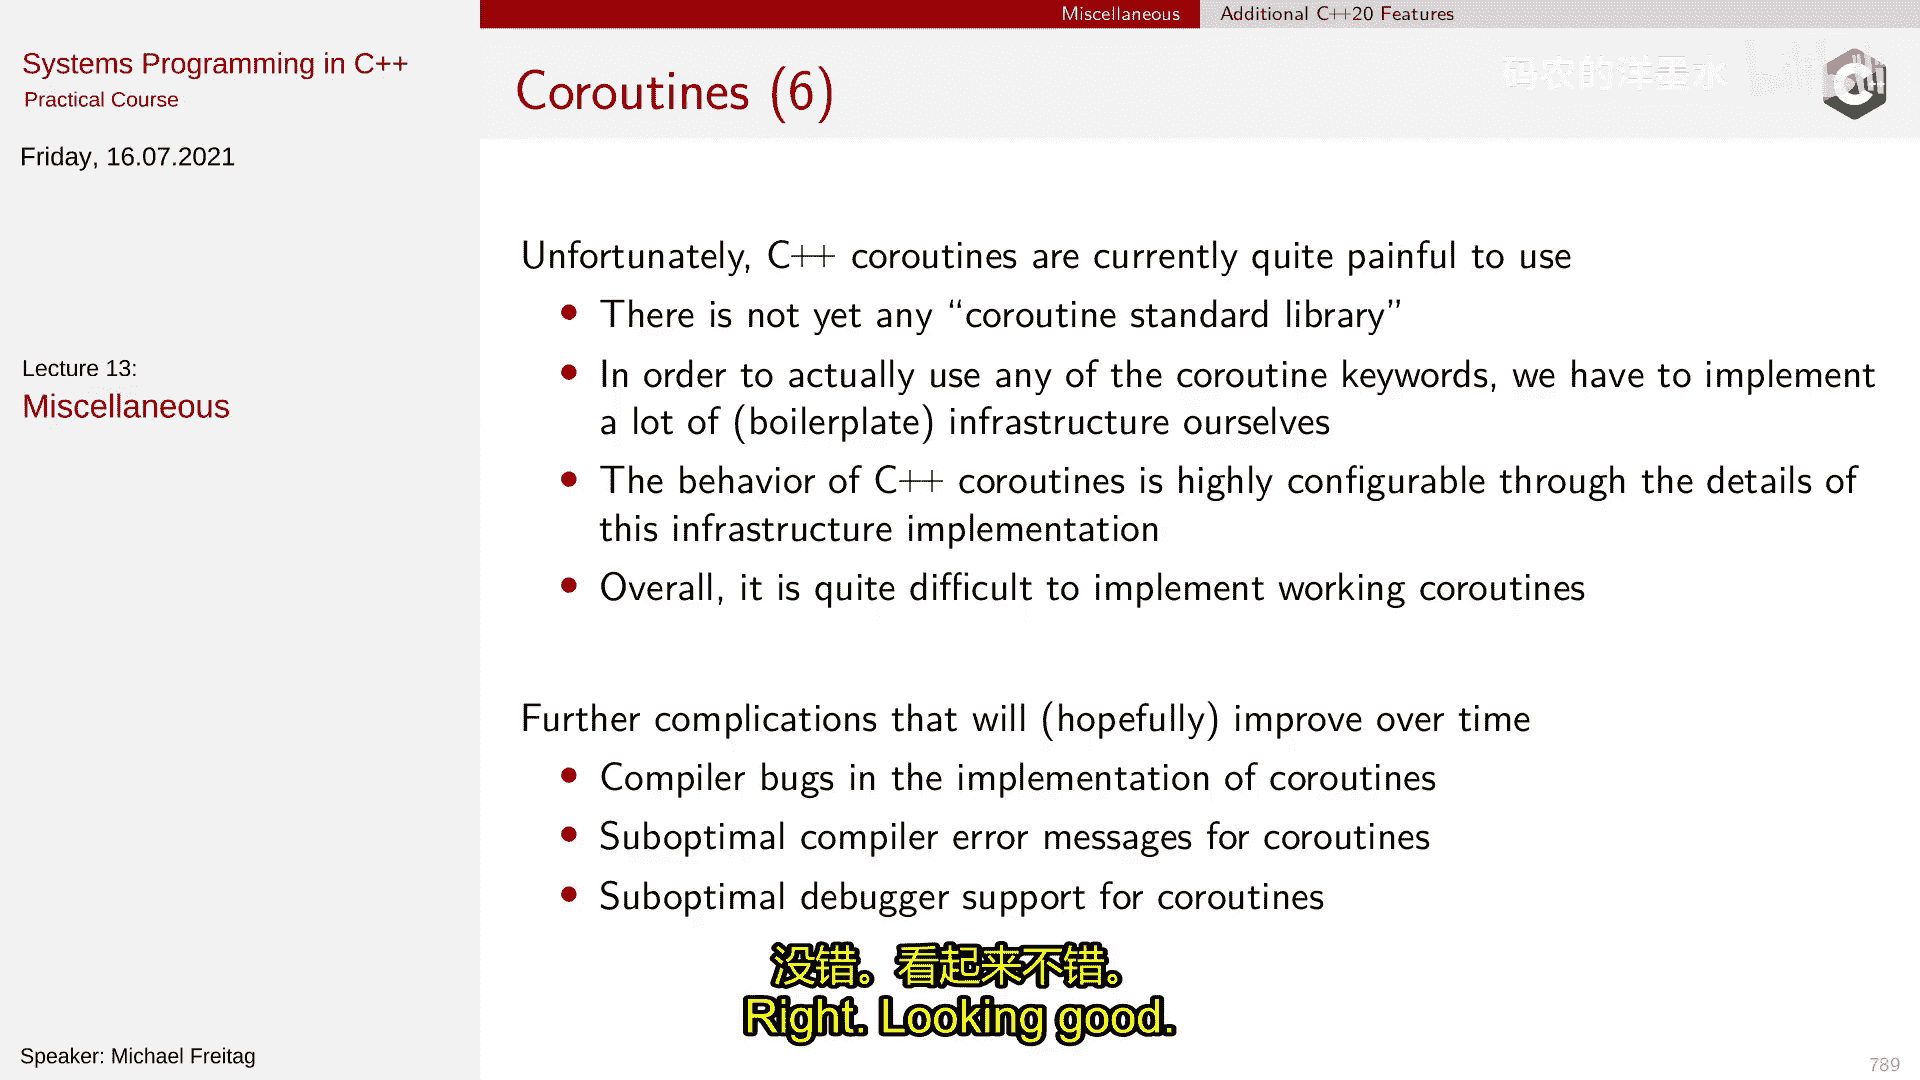 Miscellaneous
Additional C++20 Features
Systems Programming in C++
Practical Course
Friday, 16.07.2021
Lecture 13:
Miscellaneous
Coroutines (6)
码农的洋墨水
Unfortunately, C++ coroutines are currently quite painful to use
• There is not yet any “coroutine standard library”
• In order to actually use any of the coroutine keywords, we have to implement
a lot of (boilerplate) infrastructure ourselves
• The behavior of C++ coroutines is highly configurable through the details of
this infrastructure implementation
• Overall, it is quite difficult to implement working coroutines
Further complications that will (hopefully) improve over time
• Compiler bugs in the implementation of coroutines
• Suboptimal compiler error messages for coroutines
• Suboptimal debugger support for coroutines
没错。看起来不错。
Right. Looking good.
Speaker: Michael Freitag
789